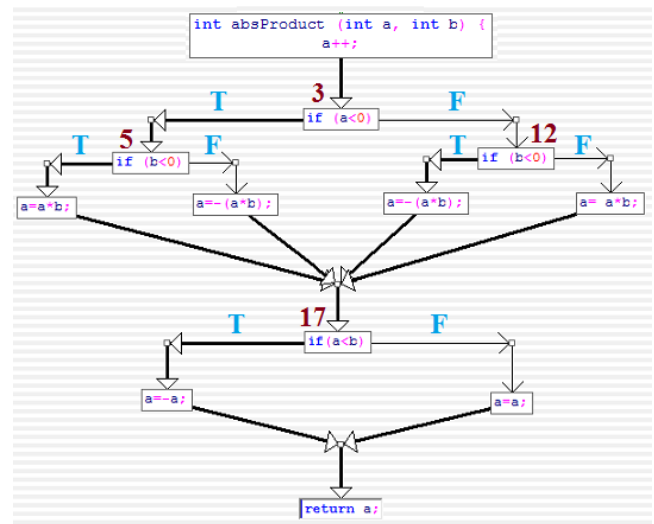 int absProduct (int a, int b) {
a++;
3
T
F
if (a<0)
5
12
T
F
T
F
if (b<0)
if (b<0)
a=a*b;
a=-(a*b);
a=-(a*b);
a= a*b;
17
T
F
if(a<b)
a=-a;
a=a;
return a;